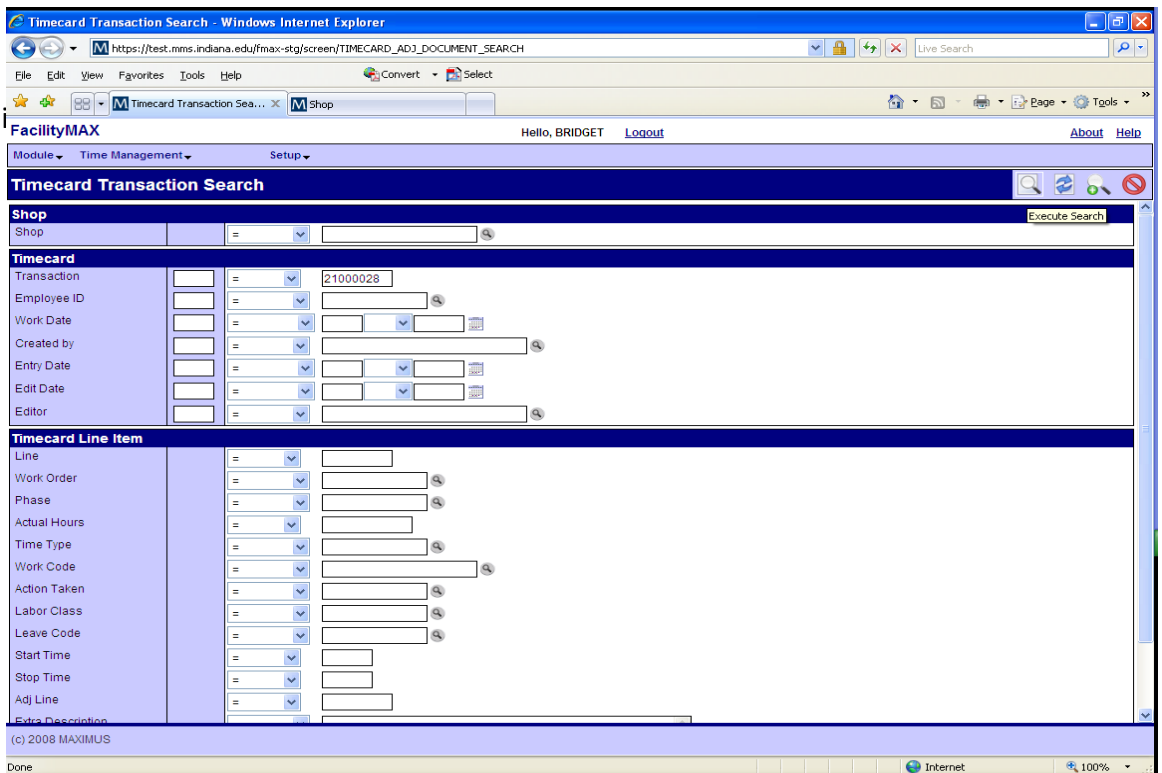 Timecard Transaction Search - Windows Internet Explorer
https://test.mms.indiana.edu/fmax-stg/screen/TIMECARD_ADJ_DOCUMENT_SEARCH Live Search
File Edit View Favorites Tools Help Convert Select
Timecard Transaction Sea... Shop Page Tools
FacilityMAX Hello, BRIDGET Logout About Help
Module Time Management Setup
Timecard Transaction Search
Execute Search
Shop
Shop =
Timecard
Transaction = 21000028
Employee ID =
Work Date =
Created by =
Entry Date =
Edit Date =
Editor =
Timecard Line Item
Line =
Work Order =
Phase =
Actual Hours =
Time Type =
Work Code =
Action Taken =
Labor Class =
Leave Code =
Start Time =
Stop Time =
Adj Line =
Extra Description
(c) 2008 MAXIMUS
Done Internet 100%